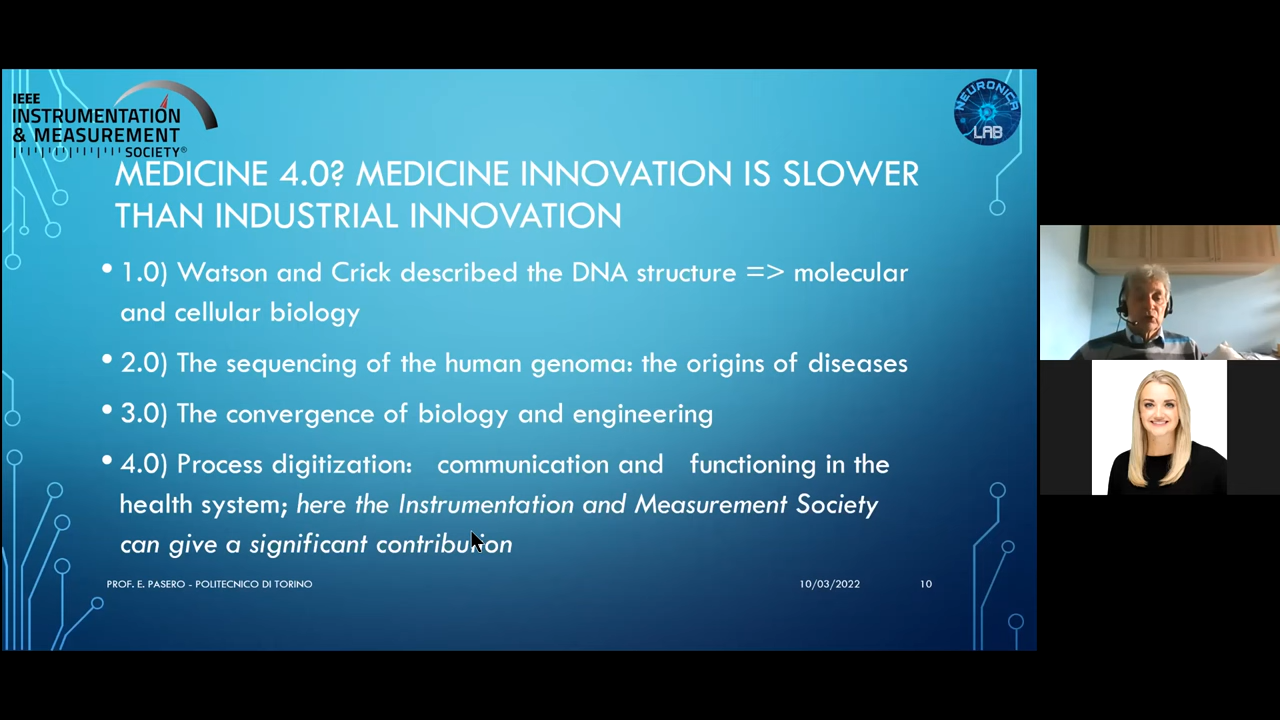 IEEE
INSTRUMENTATION
& MEASUREMENT
SOCIETY®
NEURONICA
LAB
MEDICINE 4.0? MEDICINE INNOVATION IS SLOWER
THAN INDUSTRIAL INNOVATION
• 1.0) Watson and Crick described the DNA structure => molecular
and cellular biology
• 2.0) The sequencing of the human genoma: the origins of diseases
• 3.0) The convergence of biology and engineering
• 4.0) Process digitization: communication and functioning in the
health system; here the Instrumentation and Measurement Society
can give a significant contribution
PROF. E. PASERO - POLITECNICO DI TORINO
10/03/2022
10